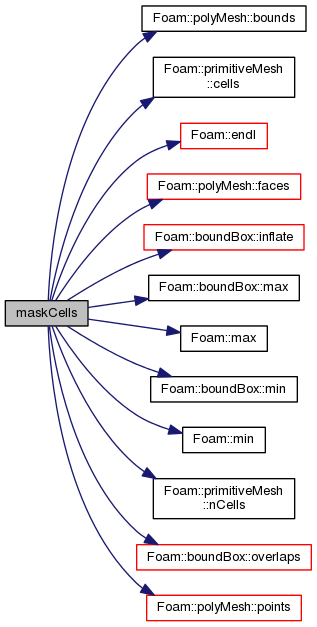 Foam::polyMesh::bounds
Foam::primitiveMesh
::cells
Foam::endl
Foam::polyMesh::faces
Foam::boundBox::inflate
Foam::boundBox::max
maskCells
Foam::max
Foam::boundBox::min
Foam::min
Foam::primitiveMesh
::nCells
Foam::boundBox::overlaps
Foam::polyMesh::points